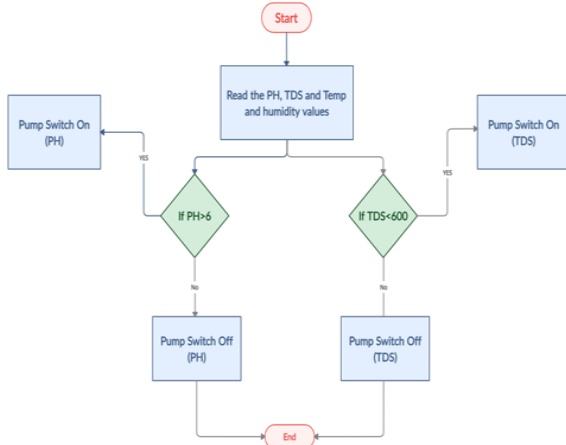 Start
Read the PH, TDS and Temp
and humidity values
Pump Switch On
(PH)
Pump Switch On
(TDS)
YES
YES
If PH>6
If TDS<600
No
No
Pump Switch Off
(PH)
Pump Switch Off
(TDS)
End